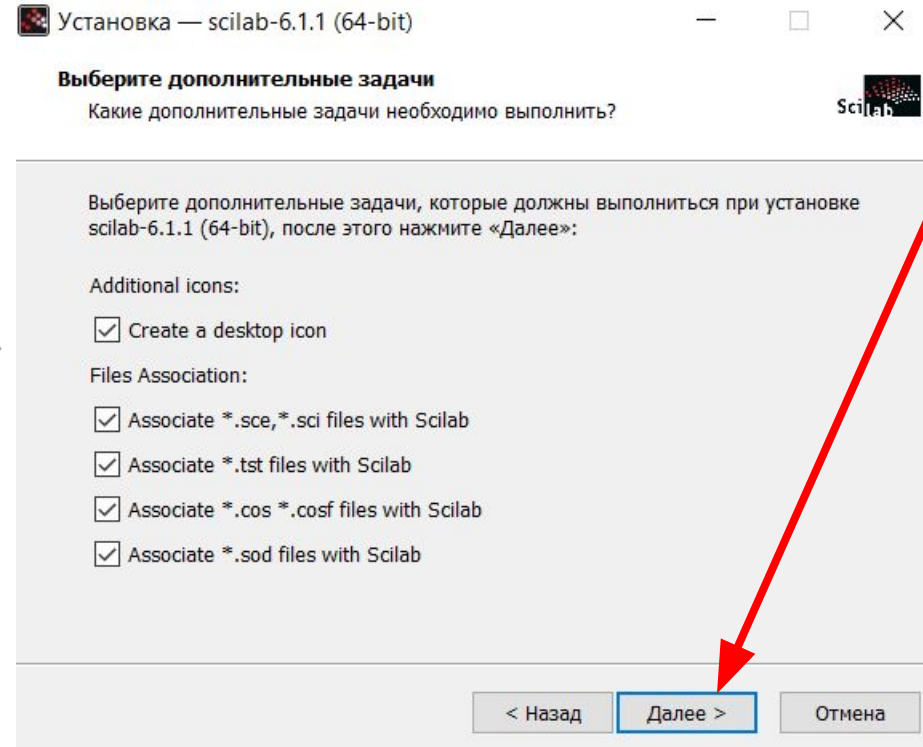 Установка — scilab-6.1.1 (64-bit)
Выберите дополнительные задачи
Какие дополнительные задачи необходимо выполнить?
Scilab
Выберите дополнительные задачи, которые должны выполниться при установке
scilab-6.1.1 (64-bit), после этого нажмите «Далее»:
Additional icons:
Create a desktop icon
Files Association:
Associate *.sce,*.sci files with Scilab
Associate *.tst files with Scilab
Associate *.cos *.cosf files with Scilab
Associate *.sod files with Scilab
< Назад Далее > Отмена